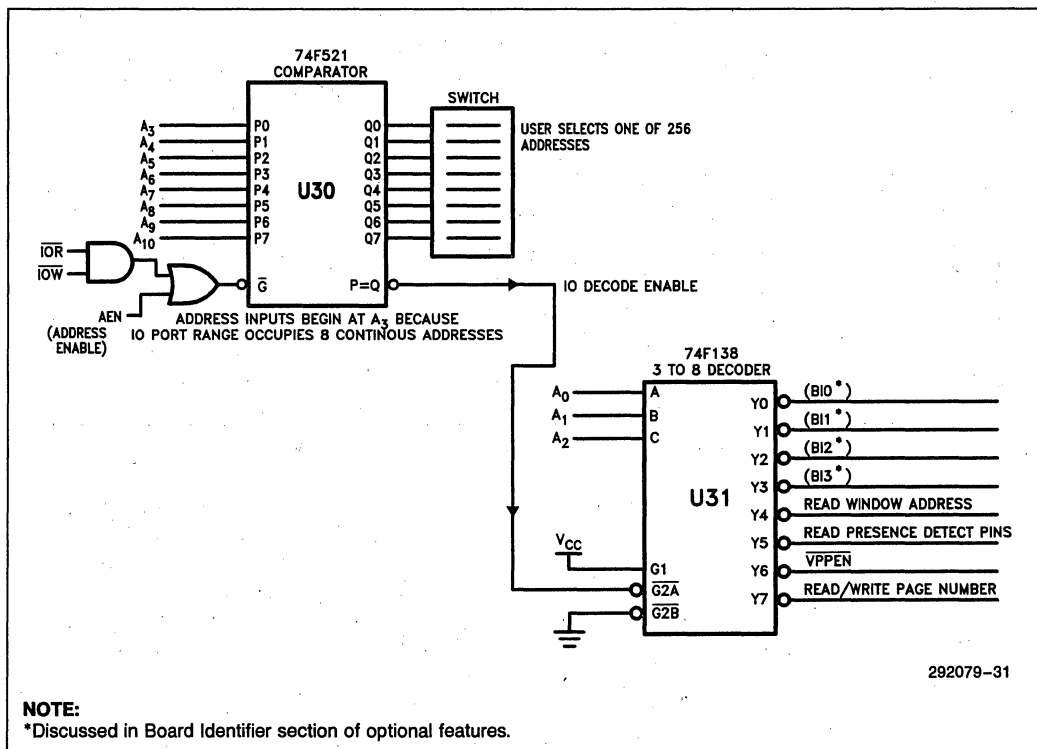 74F521
COMPARATOR
SWITCH
A3 P0 Q0 USER SELECTS ONE OF 256
A4 P1 Q1 ADDRESSES
A5 P2 Q2
A6 P3 Q3
A7 P4 U30 Q4
A8 P5 Q5
A9 P6 Q6
A10 P7 Q7
IOR
IOW
G P=Q IO DECODE ENABLE
AEN
(ADDRESS
ENABLE)
ADDRESS INPUTS BEGIN AT A3 BECAUSE
IO PORT RANGE OCCUPIES 8 CONTINOUS ADDRESSES
74F138
3 TO 8 DECODER
A0 A Y0 (BI0*)
A1 B Y1 (BI1*)
A2 C Y2 (BI2*)
Y3 (BI3*)
U31
Y4 READ WINDOW ADDRESS
Y5 READ PRESENCE DETECT PINS
VCC G1 Y6 VPPEN
G2A Y7 READ/WRITE PAGE NUMBER
G2B
292079-31
NOTE:
*Discussed in Board Identifier section of optional features.